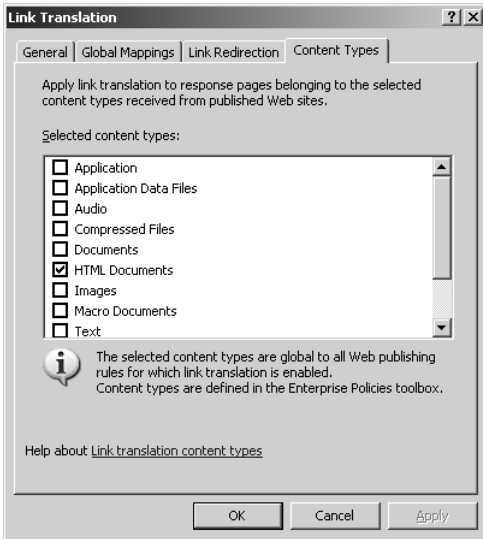 Link Translation
General Global Mappings Link Redirection Content Types
Apply link translation to response pages belonging to the selected
content types received from published Web sites.
Selected content types:
Application
Application Data Files
Audio
Compressed Files
Documents
HTML Documents
Images
Macro Documents
Text
The selected content types are global to all Web publishing
rules for which link translation is enabled.
Content types are defined in the Enterprise Policies toolbox.
Help about Link translation content types
OK Cancel Apply